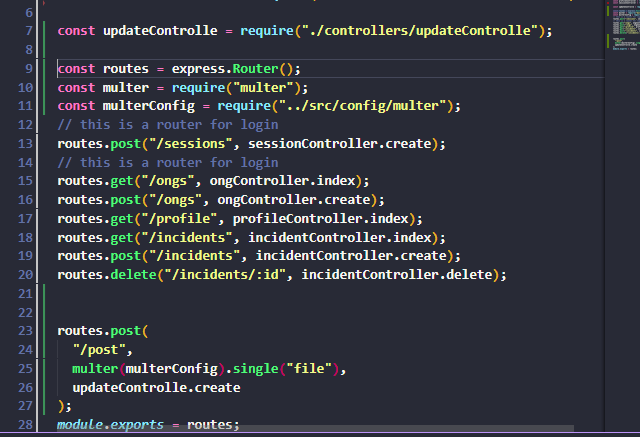 6
7 const updateControlle = require("./controllers/updateControlle");
8
9 const routes = express.Router();
10 const multer = require("multer");
11 const multerConfig = require("../src/config/multer");
12 // this is a router for login
13 routes.post("/sessions", sessionController.create);
14 // this is a router for login
15 routes.get("/ongs", ongController.index);
16 routes.post("/ongs", ongController.create);
17 routes.get("/profile", profileController.index);
18 routes.get("/incidents", incidentController.index);
19 routes.post("/incidents", incidentController.create);
20 routes.delete("/incidents/:id", incidentController.delete);
21
22
23 routes.post(
24 "/post",
25 multer(multerConfig).single("file"),
26 updateControlle.create
27 );
28 module.exports = routes;